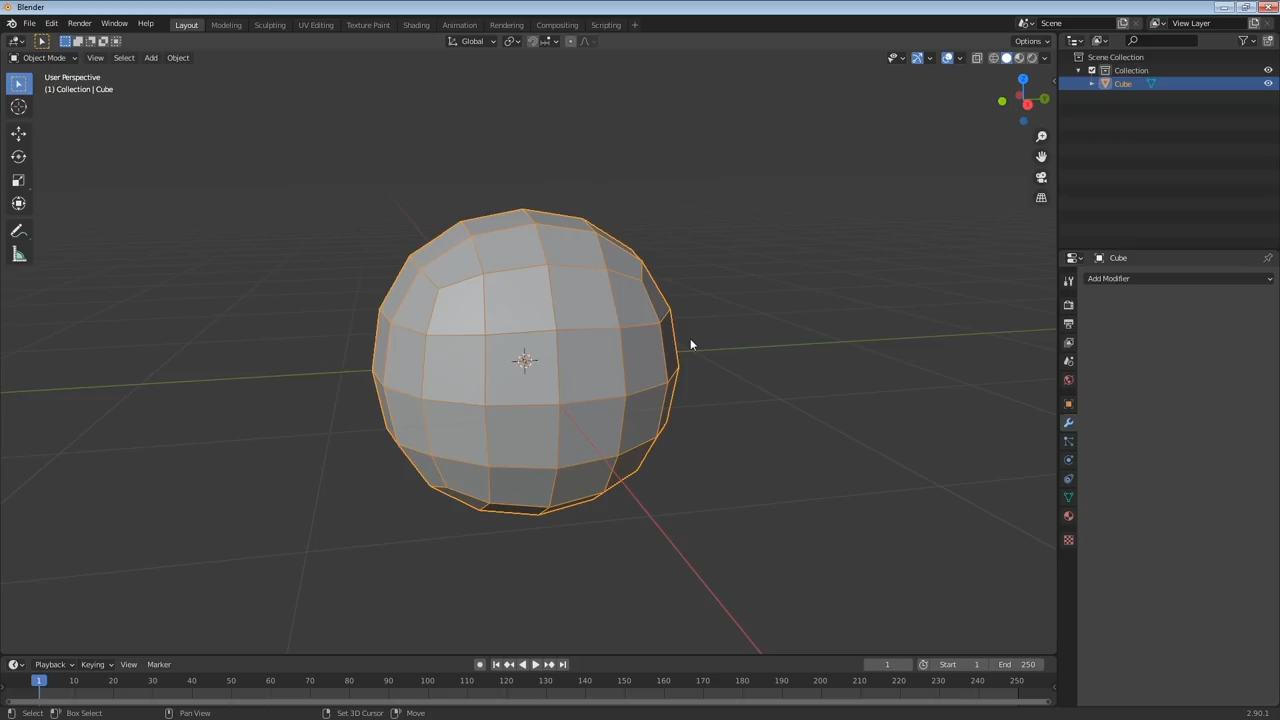 Blender
File Edit Render Window Help
Layout Modeling Sculpting UV Editing Texture Paint Shading Animation Rendering Compositing Scripting +
Scene
View Layer
Global
Options
Object Mode View Select Add Object
User Perspective
(1) Collection | Cube
Z
Y
X
Scene Collection
Collection
Cube
Cube
Add Modifier
Playback Keying View Marker
1
Start 1
End 250
1 10 20 30 40 50 60 70 80 90 100 110 120 130 140 150 160 170 180 190 200 210 220 230 240 250
Select Box Select Pan View Set 3D Cursor Move
2.90.1